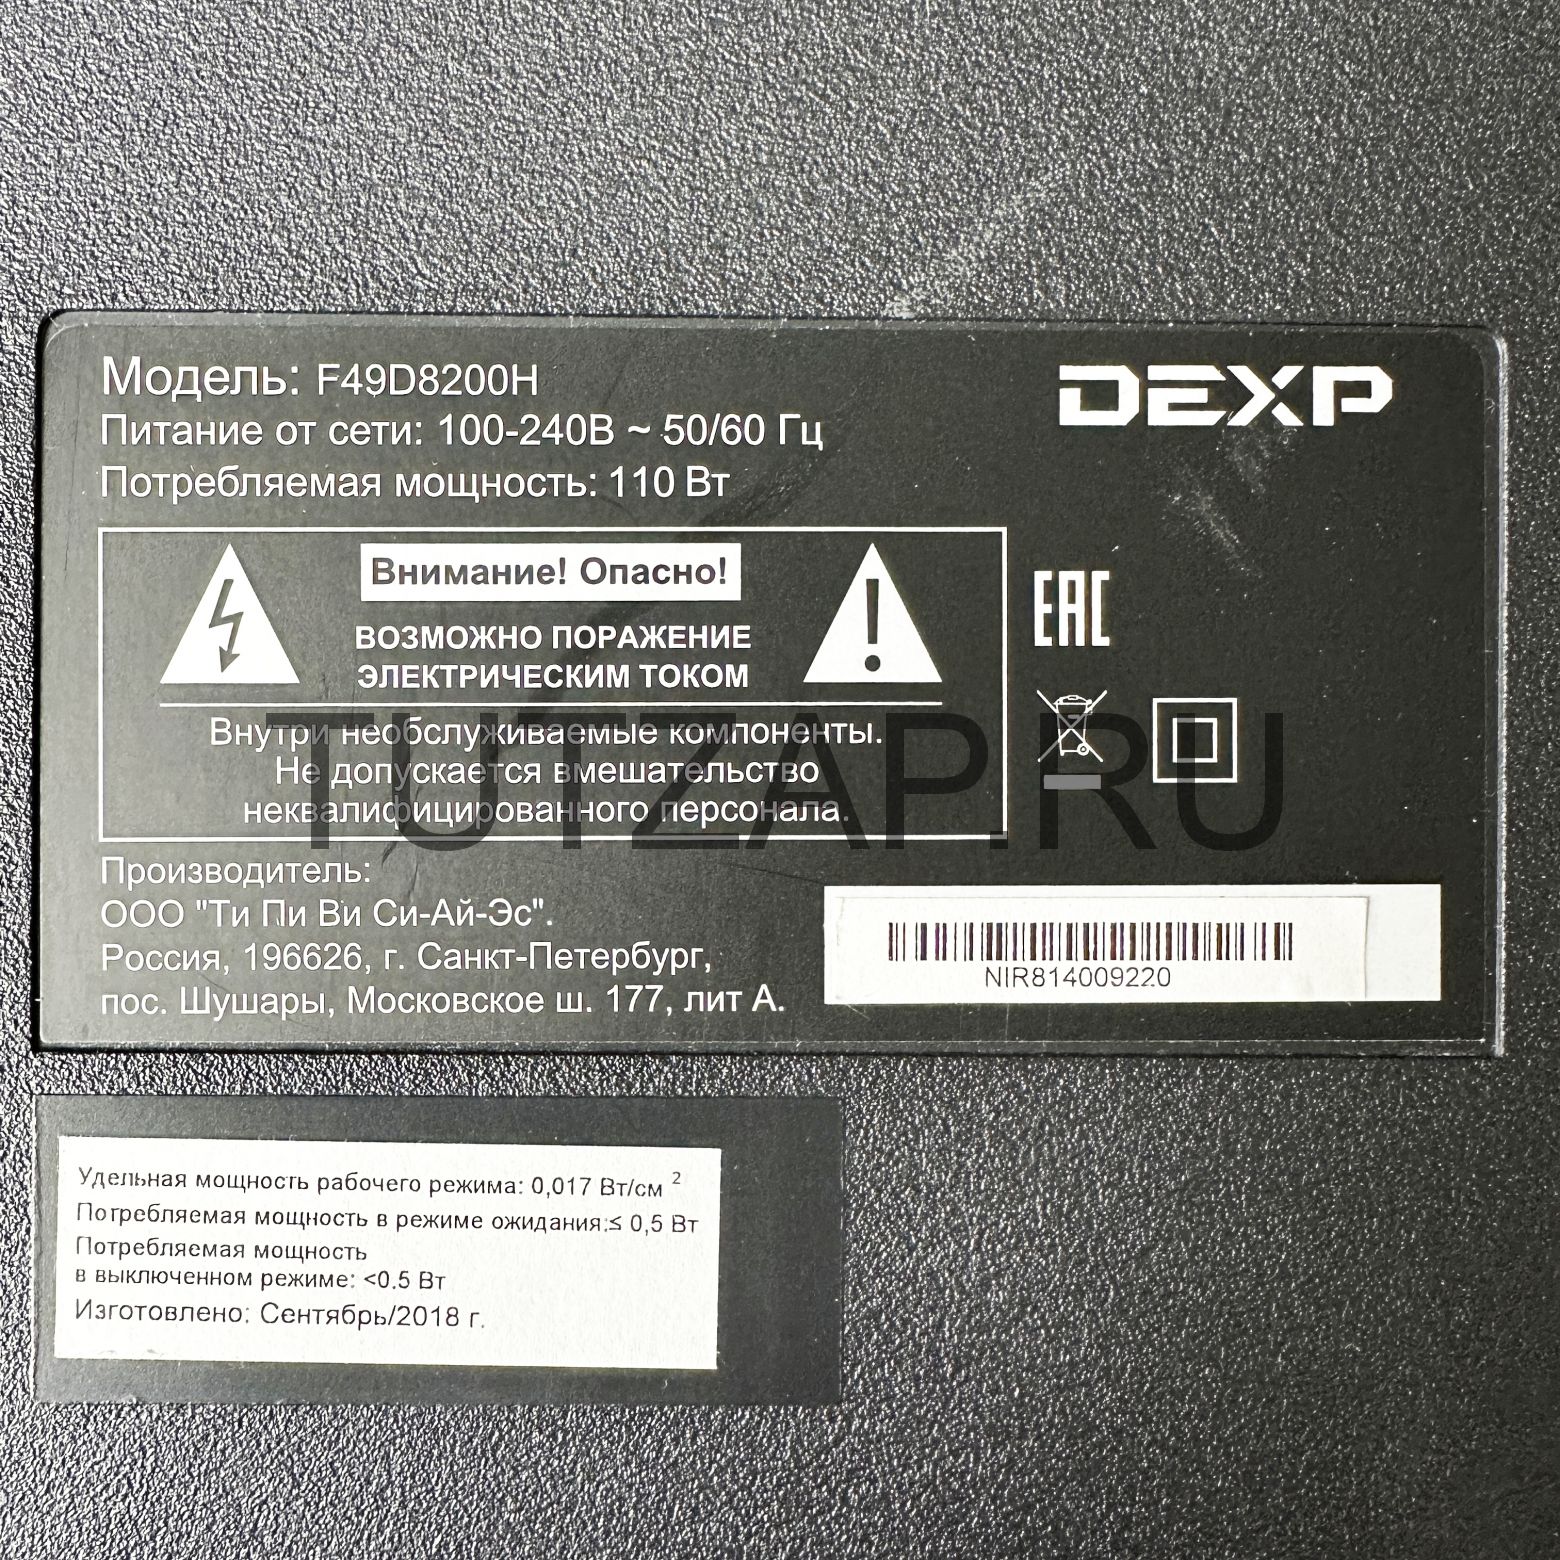 Модель: F49D8200H
DEXP
Питание от сети: 100-240В ~ 50/60 Гц
Потребляемая мощность: 110 Вт
Внимание! Опасно!
ВОЗМОЖНО ПОРАЖЕНИЕ
ЭЛЕКТРИЧЕСКИМ ТОКОМ
Внутри необслуживаемые компоненты.
Не допускается вмешательство
неквалифицированного персонала.
EAC
TUTZAP.RU
Производитель:
ООО "Ти Пи Ви Си-Ай-Эс".
Россия, 196626, г. Санкт-Петербург,
пос. Шушары, Московское ш. 177, лит А.
NIR814009220
Удельная мощность рабочего режима: 0,017 Вт/см ²
Потребляемая мощность в режиме ожидания:≤ 0,5 Вт
Потребляемая мощность
в выключенном режиме: <0.5 Вт
Изготовлено: Сентябрь/2018 г.